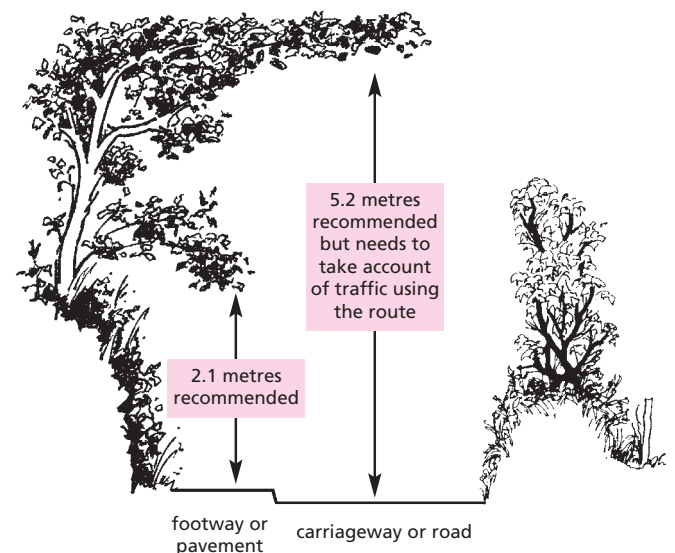 5.2 metres
recommended
but needs to
take account
of traffic using
the route
2.1 metres
recommended
footway or
pavement
carriageway or road